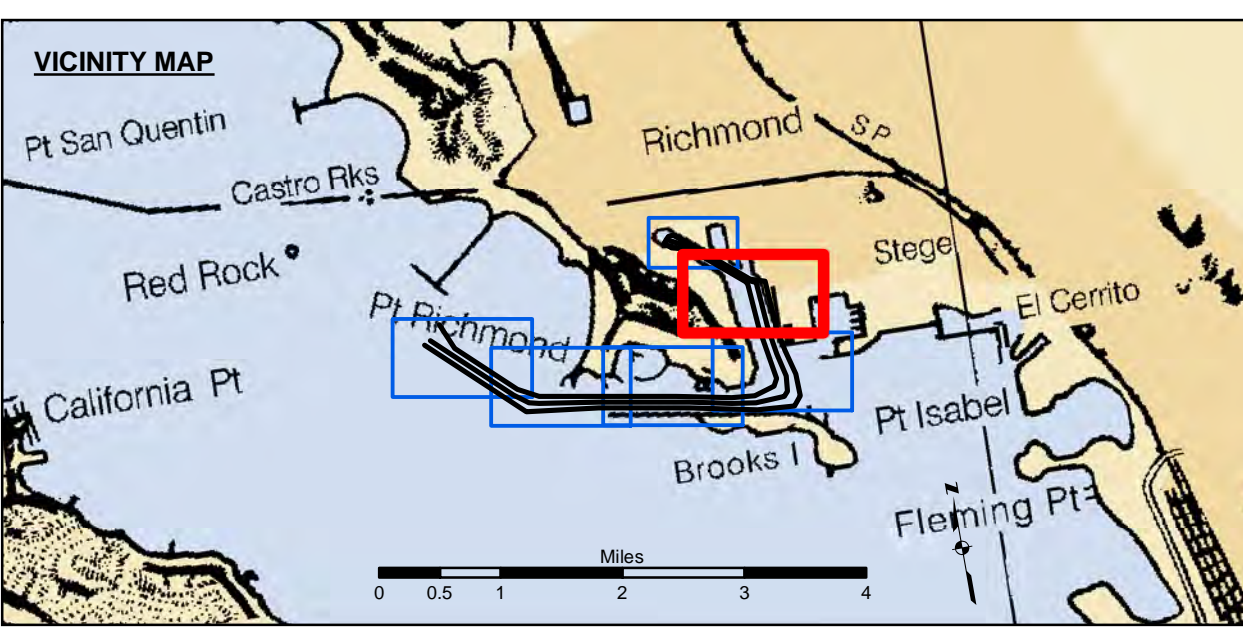 VICINITY MAP
Pt San Quentin
Richmond
S P
Castro Rks
Stege
Red Rock
El Cerrito
Pt Richmond
California Pt
Pt Isabel
Brooks I
Fleming Pt
N
Miles
0 0.5 1 2 3 4